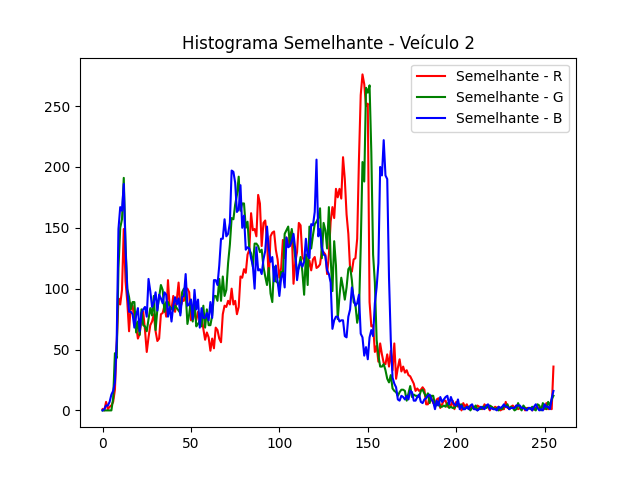 Histograma Semelhante - Veículo 2
Semelhante - R
Semelhante - G
Semelhante - B
250
200
150
100
50
0
0 50 100 150 200 250